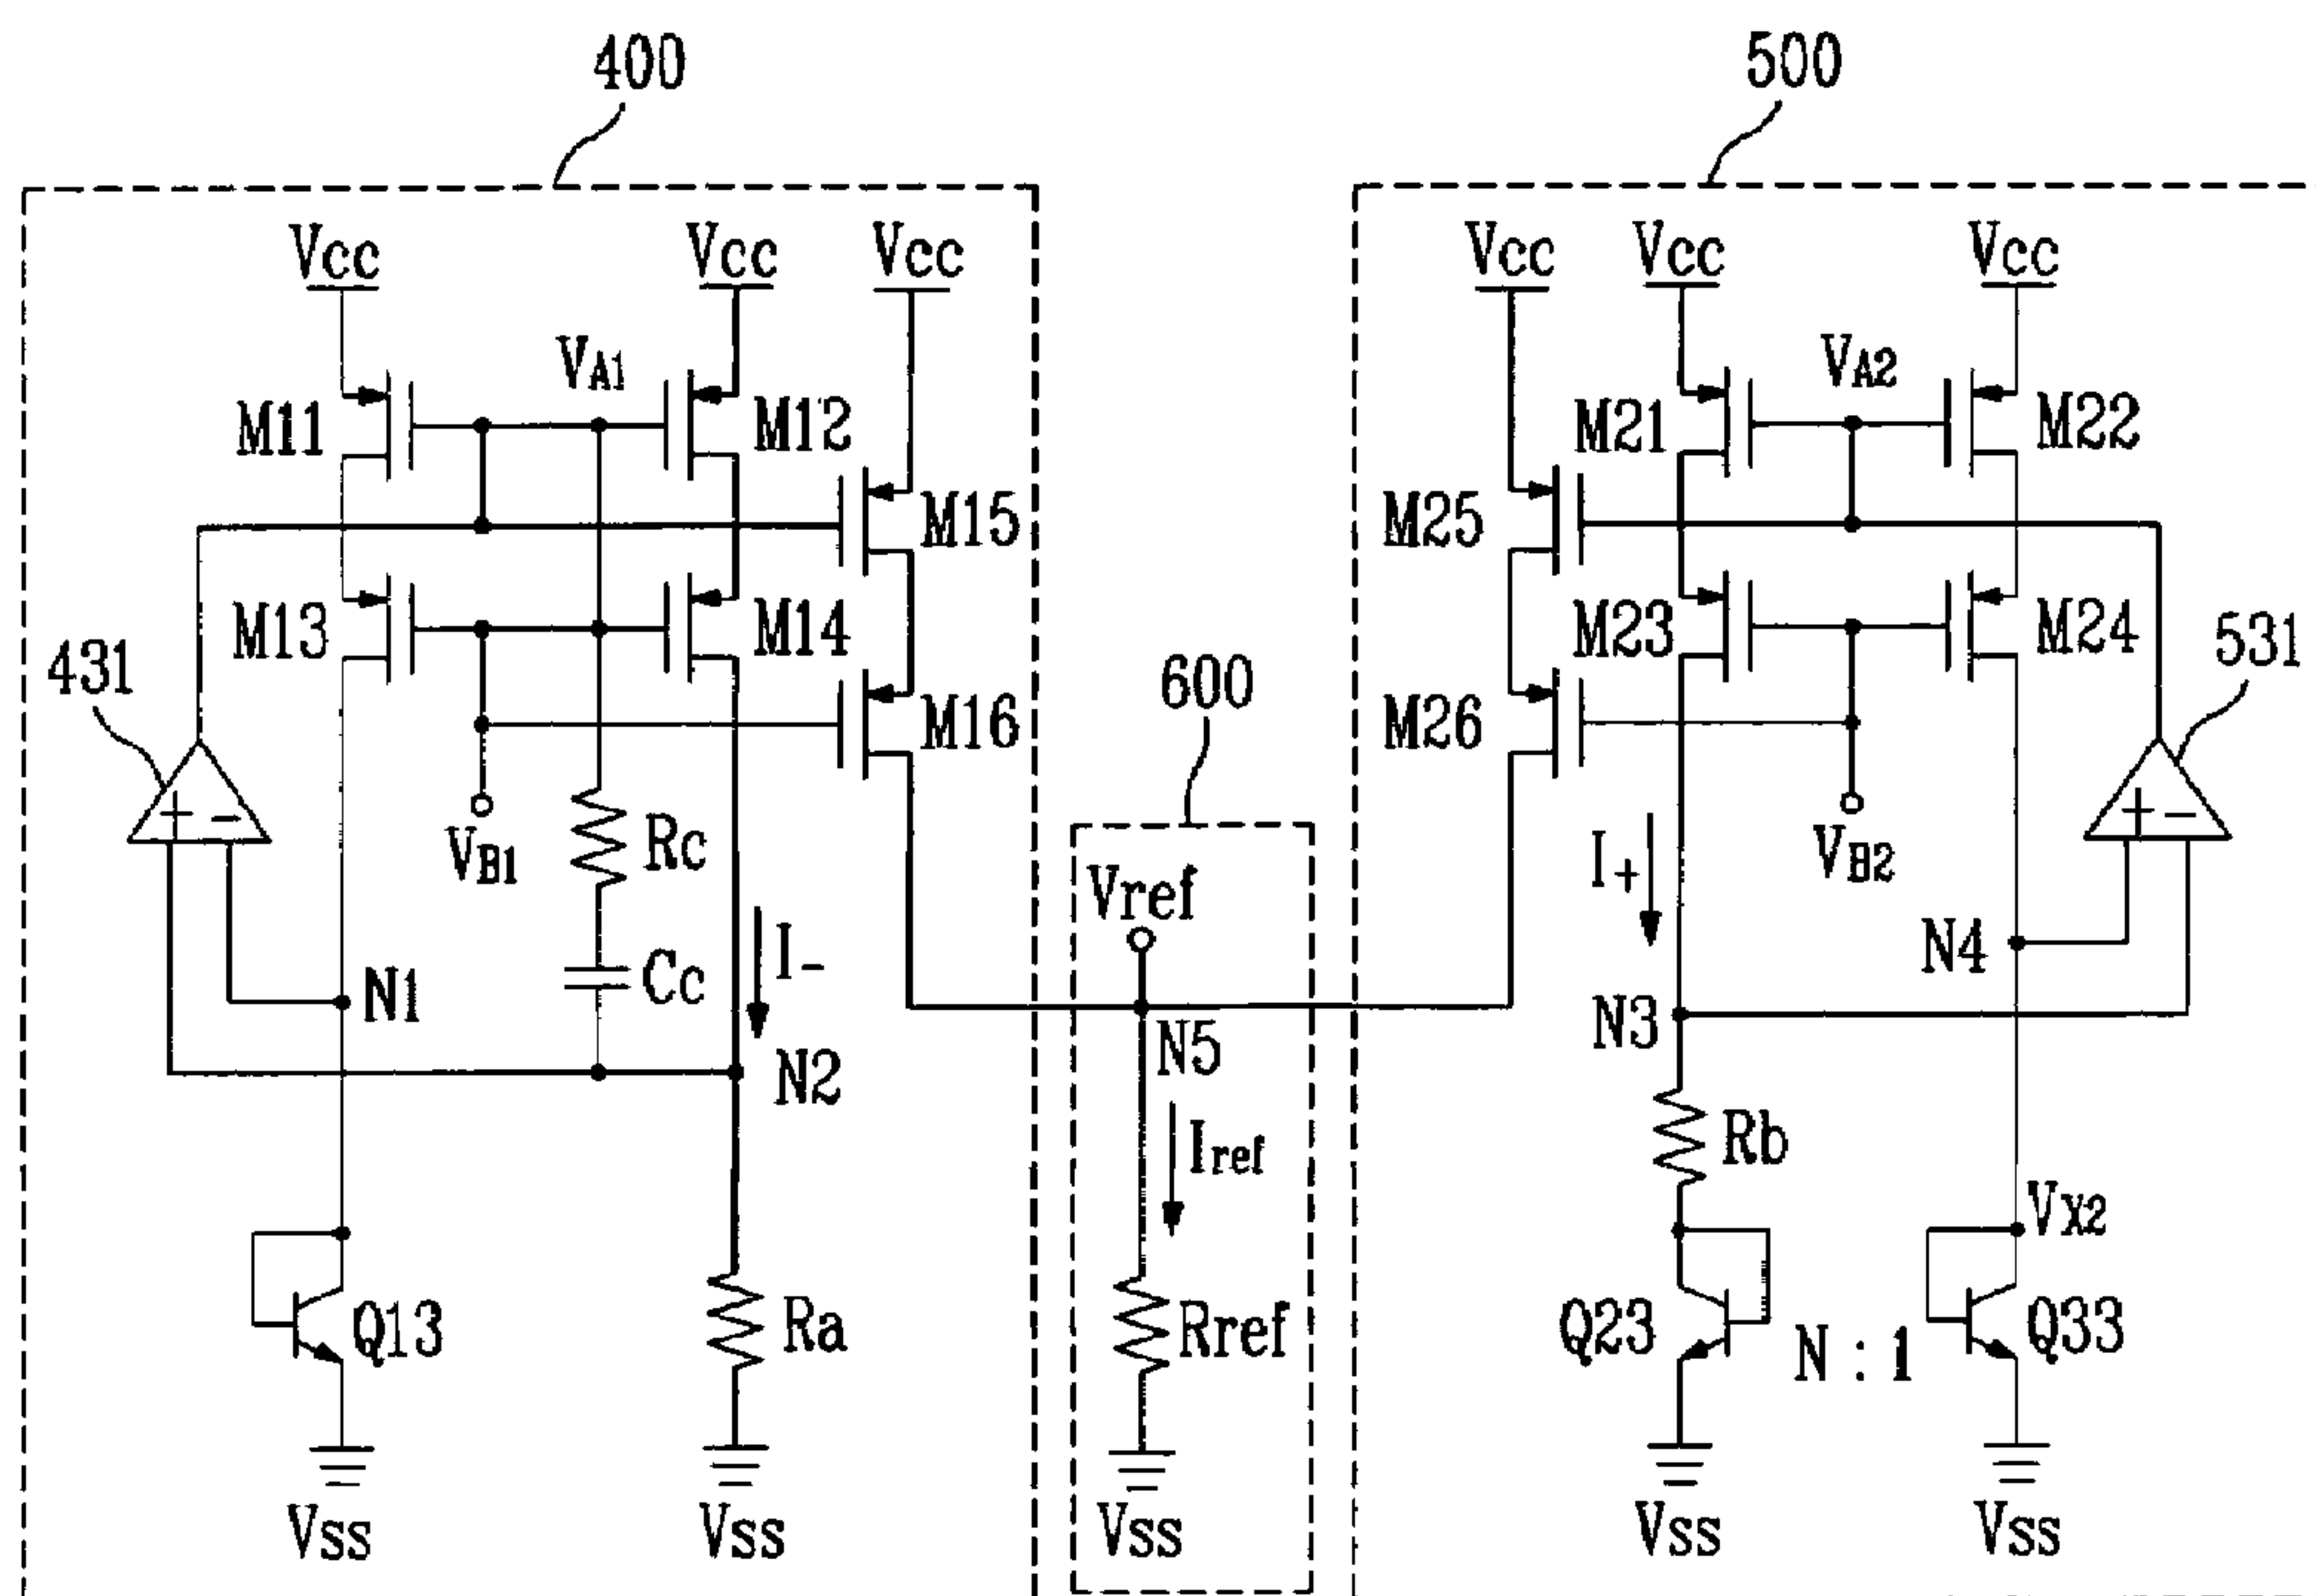 400
500
Vcc
Vcc
Vcc
Vcc
Vcc
Vcc
VA1
VA2
M11
M12
M21
M22
M15
M25
M13
M14
M23
M24
431
531
600
M16
M26
VB1
Rc
Vref
I+
VB2
+ -
+ -
N1
Cc
I-
N4
N2
N5
N3
Iref
Rb
VX2
Q13
Ra
Rref
Q23
N : 1
Q33
Vss
Vss
Vss
Vss
Vss